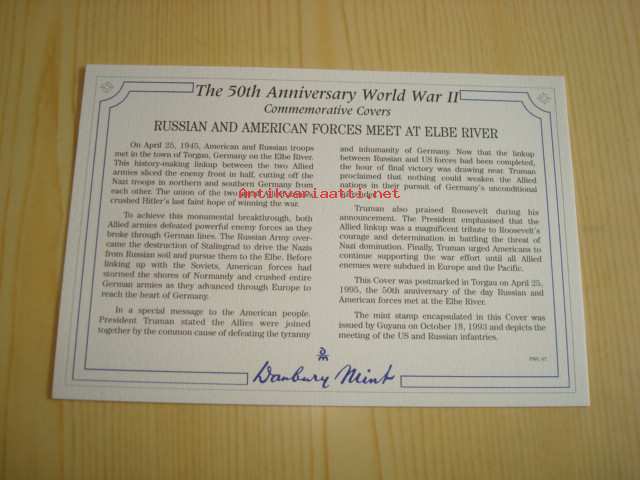 The 50th Anniversary World War II
Commemorative Covers
RUSSIAN AND AMERICAN FORCES MEET AT ELBE RIVER
On April 25, 1945, American and Russian troops
met in the town of Torgau, Germany on the Elbe River.
This history-making linkup between the two Allied
armies sliced the enemy front in half, cutting off the
Nazi troops in northern and southern Germany from
each other. The union of the two
crushed Hitler's last faint hope of winning the war.
To achieve this monumental breakthrough, both
Allied armies defeated powerful enemy forces as they
broke through German lines. The Russian Army over-
came the destruction of Stalingrad to drive the Nazis
from Russian soil and pursue them to the Elbe. Before
linking up with the Soviets, American forces had
stormed the shores of Normandy and crushed entire
German armies as they advanced through Europe to
reach the heart of Germany.
In a special message to the American people,
President Truman stated the Allies were joined
together by the common cause of defeating the tyranny
and inhumanity of Germany. Now that the linkup
between Russian and US forces had been completed,
the hour of final victory was drawing near. Truman
proclaimed that nothing could weaken the Allied
nations in their pursuit of Germany's unconditional
Truman also praised Roosevelt during his
announcement. The President emphasised that the
Allied linkup was a magnificent tribute to Roosevelt's
courage and determination in battling the threat of
Nazi domination. Finally, Truman urged Americans to
continue supporting the war effort until all Allied
enemies were subdued in Europe and the Pacific.
This Cover was postmarked in Torgau on April 25,
1995, the 50th anniversary of the day Russian and
American forces met at the Elbe River.
The mint stamp encapsulated in this Cover was
issued by Guyana on October 18, 1993 and depicts the
meeting of the US and Russian infantries.
Danbury Mint
Antikvariaatti.net